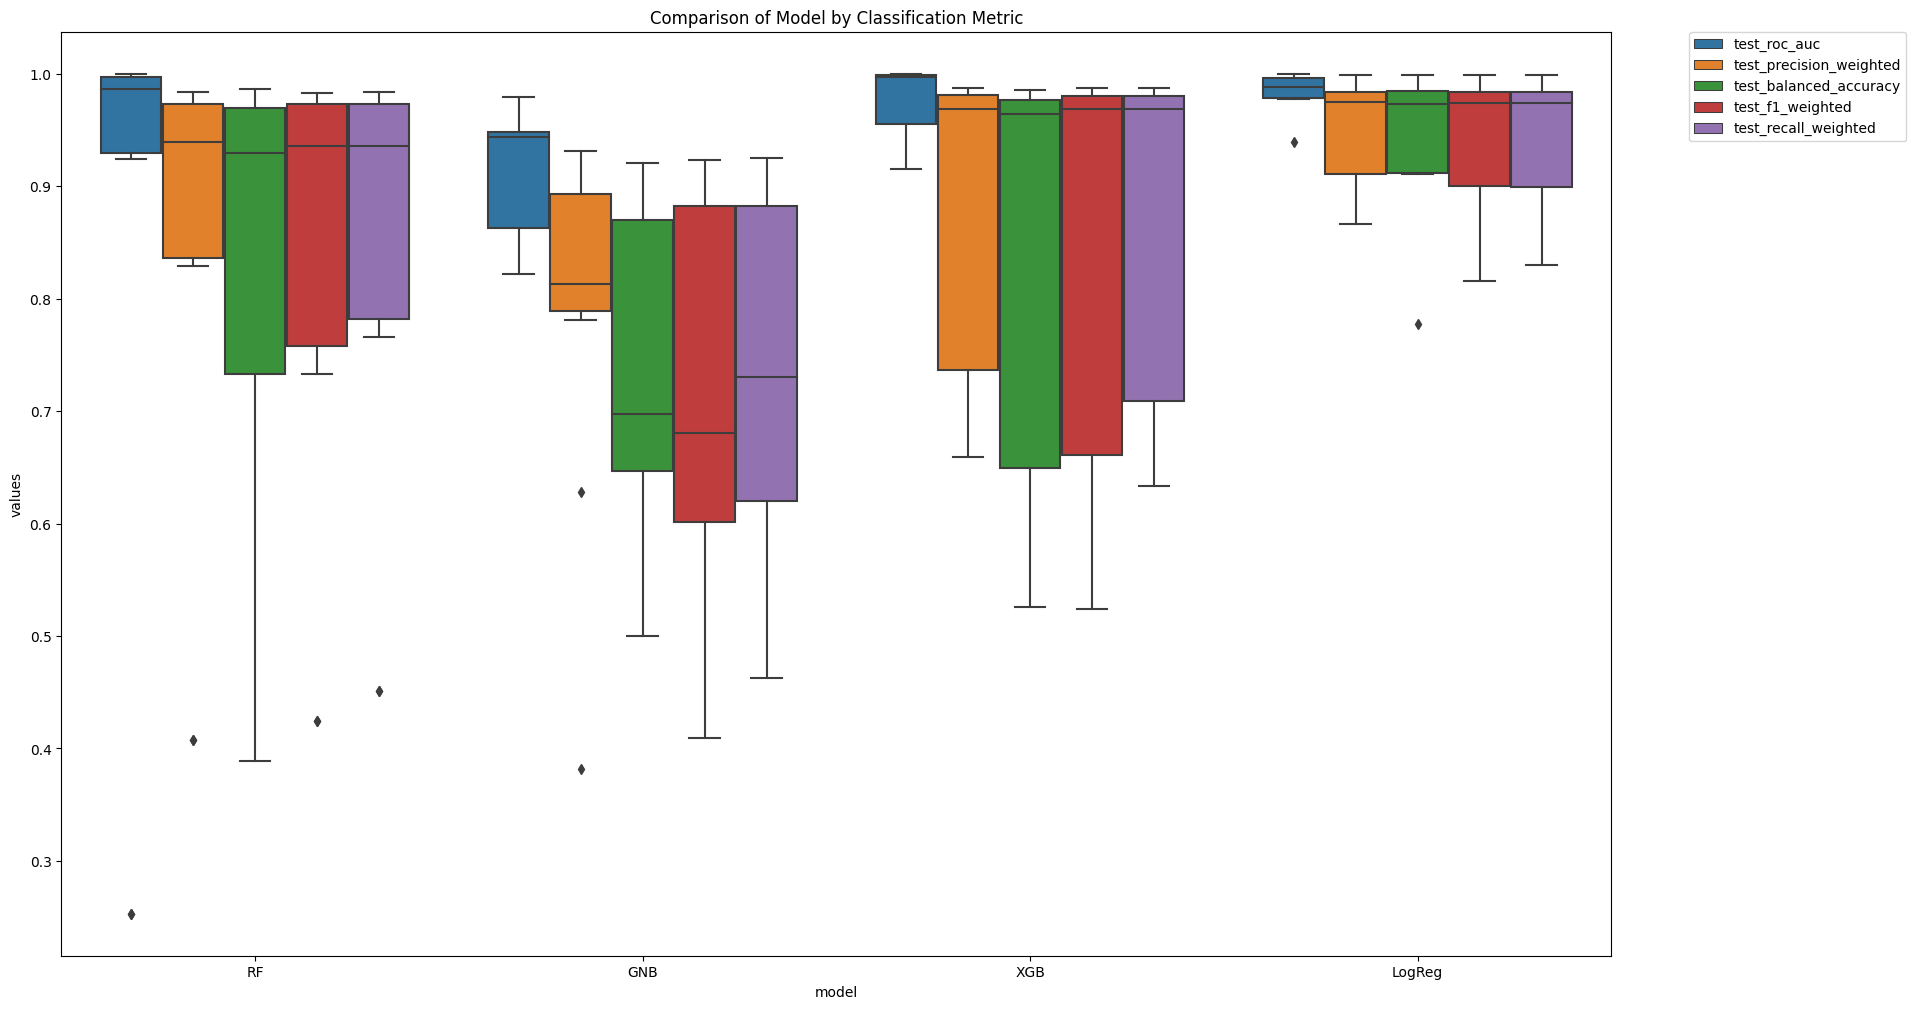 Comparison of Model by Classification Metric
test_roc_auc
test_precision_weighted
test_balanced_accuracy
test_f1_weighted
test_recall_weighted
1.0
0.9
0.8
0.7
0.6
0.5
0.4
0.3
values
RF
GNB
XGB
LogReg
model